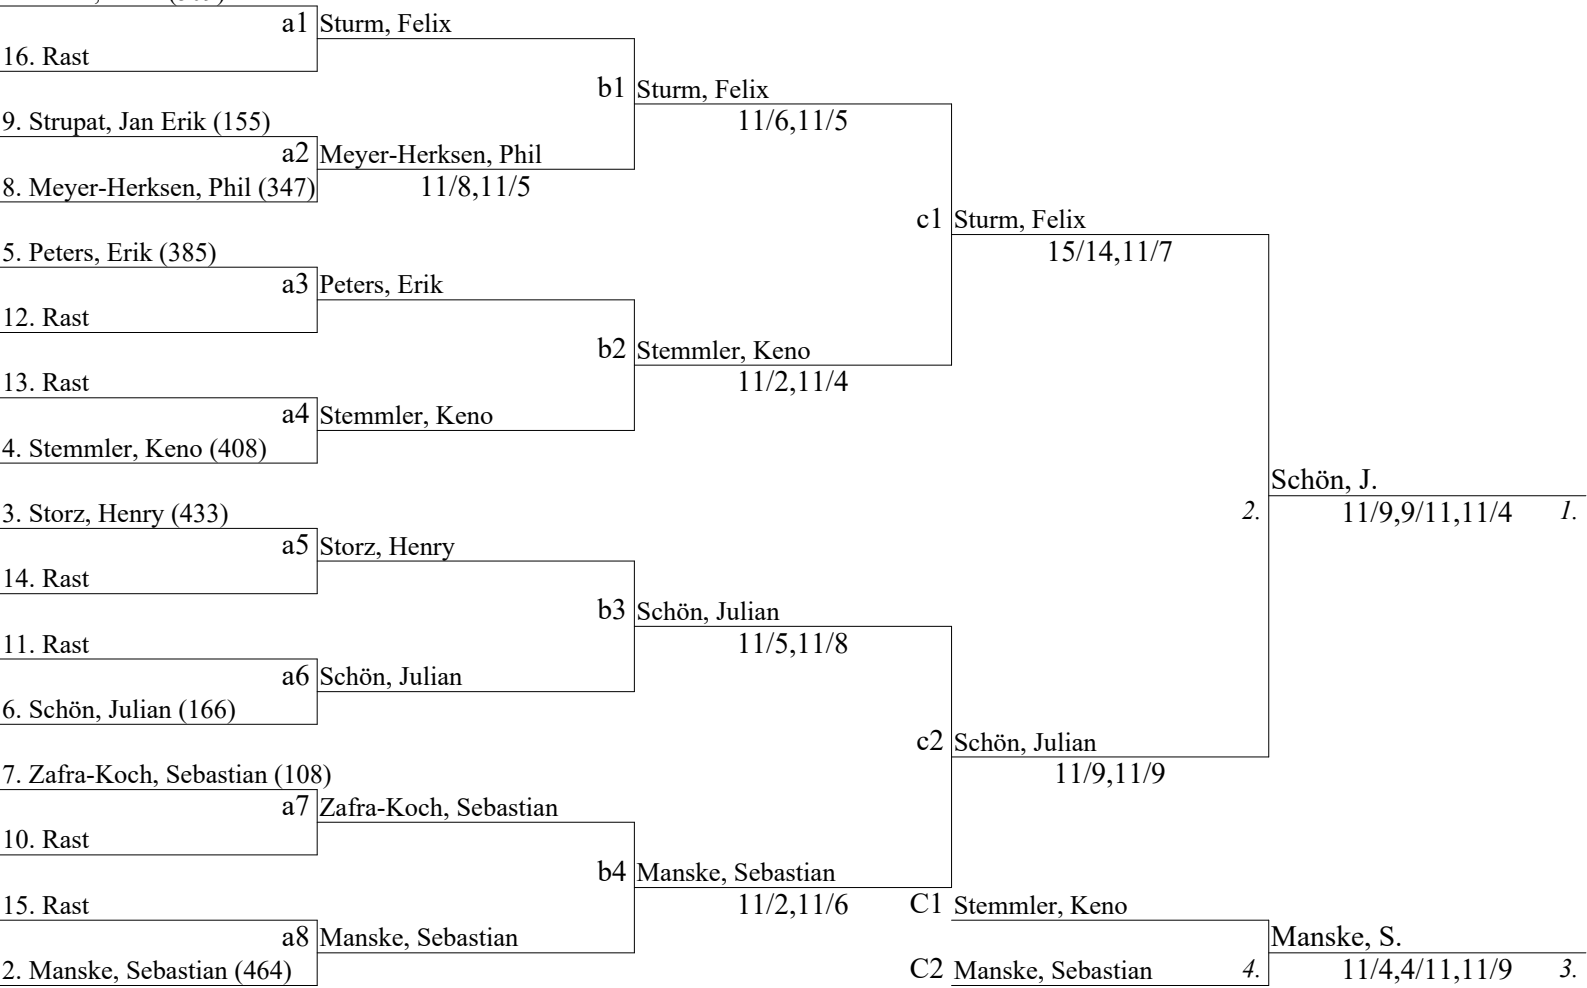 a1 Sturm, Felix
16. Rast
b1 Sturm, Felix
11/6,11/5
9. Strupat, Jan Erik (155)
a2 Meyer-Herksen, Phil
8. Meyer-Herksen, Phil (347)
11/8,11/5
c1 Sturm, Felix
15/14,11/7
5. Peters, Erik (385)
a3 Peters, Erik
12. Rast
b2 Stemmler, Keno
11/2,11/4
13. Rast
a4 Stemmler, Keno
4. Stemmler, Keno (408)
Schön, J.
2. 11/9,9/11,11/4 1.
3. Storz, Henry (433)
a5 Storz, Henry
14. Rast
b3 Schön, Julian
11/5,11/8
11. Rast
a6 Schön, Julian
6. Schön, Julian (166)
c2 Schön, Julian
11/9,11/9
7. Zafra-Koch, Sebastian (108)
a7 Zafra-Koch, Sebastian
10. Rast
b4 Manske, Sebastian
11/2,11/6
15. Rast
C1 Stemmler, Keno
a8 Manske, Sebastian
Manske, S.
2. Manske, Sebastian (464)
C2 Manske, Sebastian 4. 11/4,4/11,11/9 3.